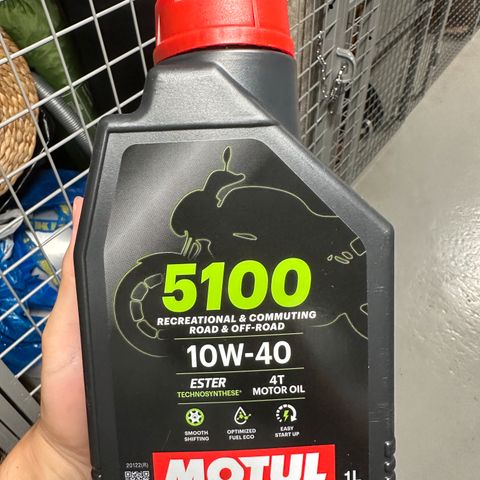 5100
RECREATIONAL & COMMUTING
ROAD & OFF-ROAD
10W-40
ESTER
TECHNOSYNTHESE®
4T
MOTOR OIL
SMOOTH
SHIFTING
OPTIMIZED
FUEL ECO
EASY
START UP
20122(R)
MOTUL
1L